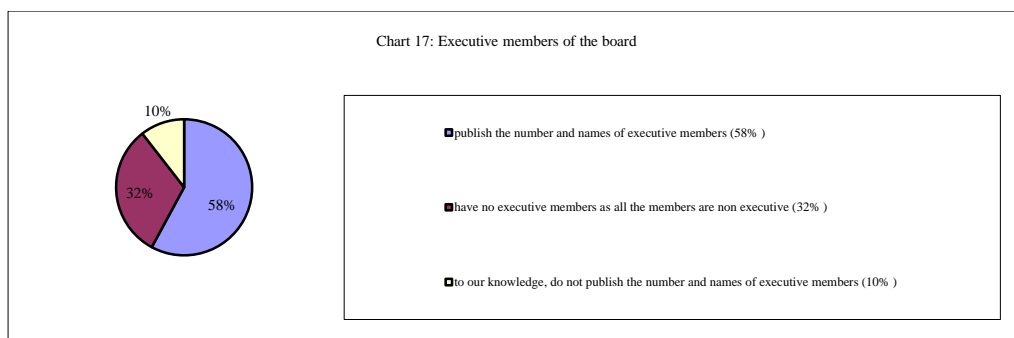 Chart 17: Executive members of the board
10%
32%
58%
publish the number and names of executive members (58% )
have no executive members as all the members are non executive (32% )
to our knowledge, do not publish the number and names of executive members (10% )